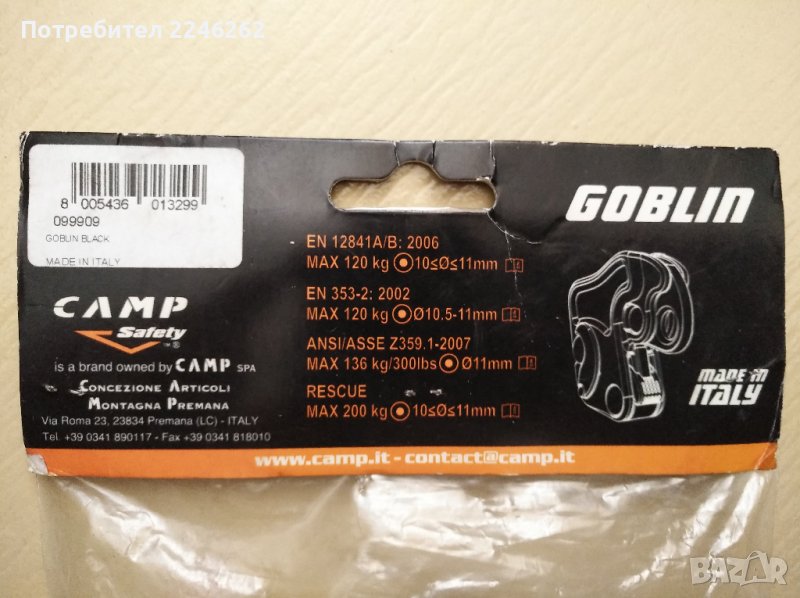 Потребител 2246262
8 005436 013299
099909
GOBLIN BLACK
MADE IN ITALY
CAMP
Safety
TM ®
is a brand owned by CAMP SPA
CONCEZIONE ARTICOLI
MONTAGNA PREMANA
Via Roma 23, 23834 Premana (LC) - ITALY
Tel. +39 0341 890117 - Fax +39 0341 818010
EN 12841A/B: 2006
MAX 120 kg 10≤Ø≤11mm
EN 353-2: 2002
MAX 120 kg Ø10.5-11mm
ANSI/ASSE Z359.1-2007
MAX 136 kg/300lbs Ø11mm
RESCUE
MAX 200 kg 10≤Ø≤11mm
GOBLIN
MADE IN
ITALY
www.camp.it - contact@camp.it
BAZAR